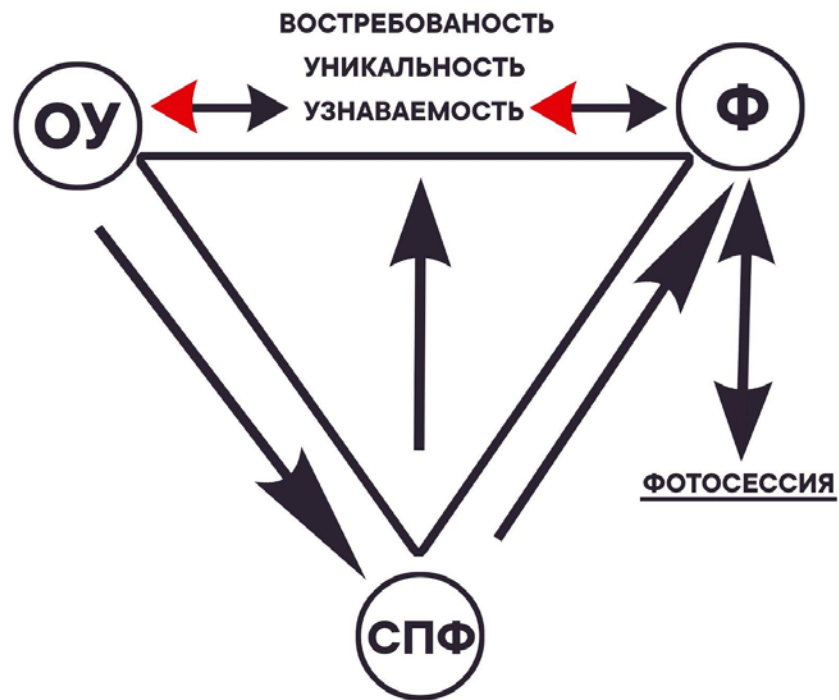 ВОСТРЕБОВАНОСТЬ
УНИКАЛЬНОСТЬ
УЗНАВАЕМОСТЬ
ОУ
Ф
ФОТОСЕССИЯ
СПФ